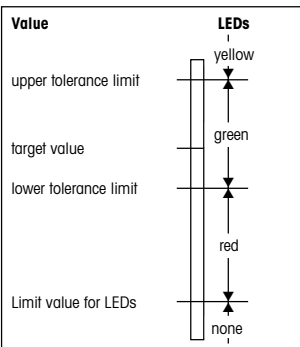 Value LEDs
yellow
upper tolerance limit
green
target value
lower tolerance limit
red
Limit value for LEDs
none